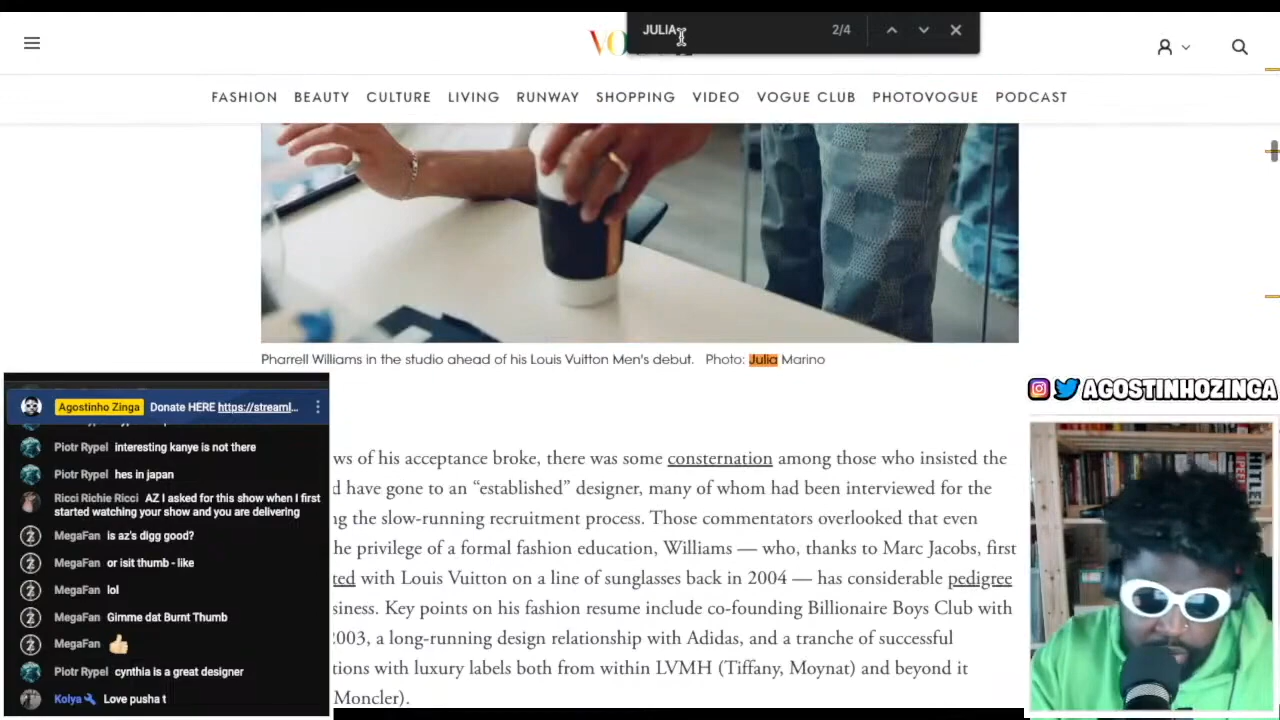 JULIA 2/4
VO
FASHION BEAUTY CULTURE LIVING RUNWAY SHOPPING VIDEO VOGUE CLUB PHOTOVOGUE PODCAST
Pharrell Williams in the studio ahead of his Louis Vuitton Men's debut. Photo: Julia Marino
ws of his acceptance broke, there was some consternation among those who insisted the
d have gone to an “established” designer, many of whom had been interviewed for the
ng the slow-running recruitment process. Those commentators overlooked that even
he privilege of a formal fashion education, Williams — who, thanks to Marc Jacobs, first
ted with Louis Vuitton on a line of sunglasses back in 2004 — has considerable pedigree
siness. Key points on his fashion resume include co-founding Billionaire Boys Club with
2003, a long-running design relationship with Adidas, and a tranche of successful
tions with luxury labels both from within LVMH (Tiffany, Moynat) and beyond it
Moncler).
Agostinho Zinga Donate HERE https://streaml...
Piotr Rypel interesting kanye is not there
Piotr Rypel hes in japan
Ricci Richie Ricci AZ I asked for this show when I first
started watching your show and you are delivering
MegaFan is az's digg good?
MegaFan or isit thumb - like
MegaFan lol
MegaFan Gimme dat Burnt Thumb
MegaFan 👍🏼
Piotr Rypel cynthia is a great designer
Kolya Love pusha t
AGOSTINHOZINGA